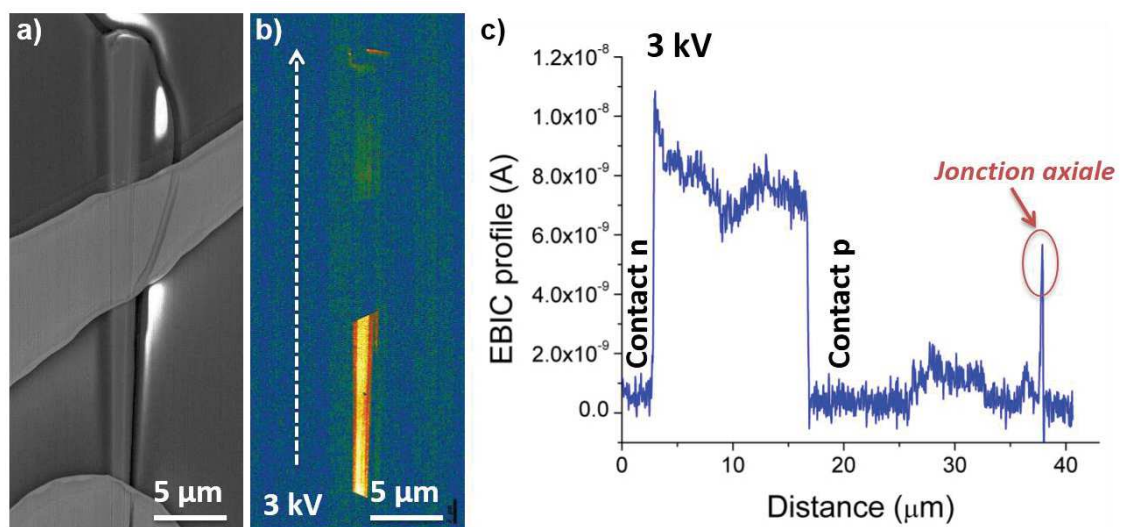 a)
5 µm
b)
3 kV
5 µm
c)
3 kV
EBIC profile (A)
1.2x10⁻⁸
1.0x10⁻⁸
8.0x10⁻⁹
6.0x10⁻⁹
4.0x10⁻⁹
2.0x10⁻⁹
0.0
Contact n
Contact p
Jonction axiale
0
10
20
30
40
Distance (µm)